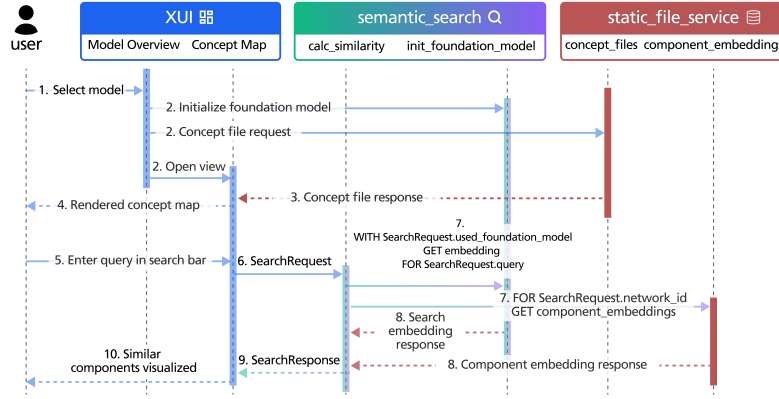 user
XUI
Model Overview Concept Map
semantic_search
calc_similarity init_foundation_model
static_file_service
concept_files component_embedding
1. Select model
2. Initialize foundation model
2. Concept file request
2. Open view
3. Concept file response
4. Rendered concept map
7.
WITH SearchRequest.used_foundation_model
GET embedding
FOR SearchRequest.query
5. Enter query in search bar
6. SearchRequest
7. FOR SearchRequest.network_id
GET component_embeddings
8. Search
embedding
response
10. Similar
components visualized
9. SearchResponse
8. Component embedding response